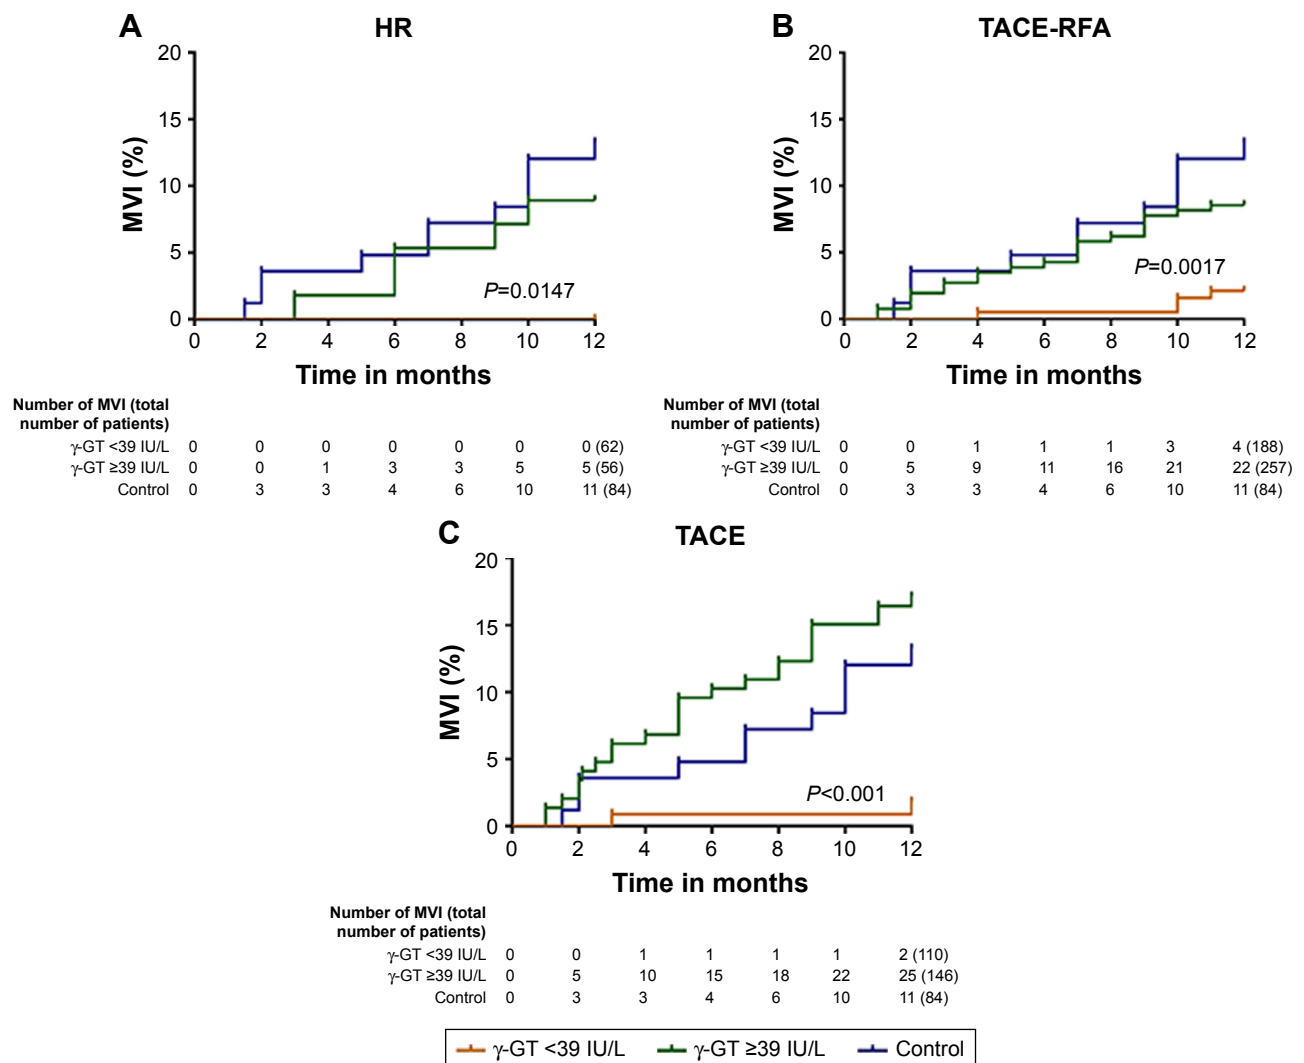 A
HR
20
15
10
5
0
MVI (%)
P=0.0147
0 2 4 6 8 10 12
Time in months
Number of MVI (total
number of patients)
γ-GT <39 IU/L 0 0 0 0 0 0 0 (62)
γ-GT ≥39 IU/L 0 0 1 3 3 5 5 (56)
Control 0 3 3 4 6 10 11 (84)
B
TACE-RFA
20
15
10
5
0
MVI (%)
P=0.0017
0 2 4 6 8 10 12
Time in months
Number of MVI (total
number of patients)
γ-GT <39 IU/L 0 0 1 1 1 3 4 (188)
γ-GT ≥39 IU/L 0 5 9 11 16 21 22 (257)
Control 0 3 3 4 6 10 11 (84)
C
TACE
20
15
10
5
0
MVI (%)
P<0.001
0 2 4 6 8 10 12
Time in months
Number of MVI (total
number of patients)
γ-GT <39 IU/L 0 0 1 1 1 1 2 (110)
γ-GT ≥39 IU/L 0 5 10 15 18 22 25 (146)
Control 0 3 3 4 6 10 11 (84)
γ-GT <39 IU/L γ-GT ≥39 IU/L Control